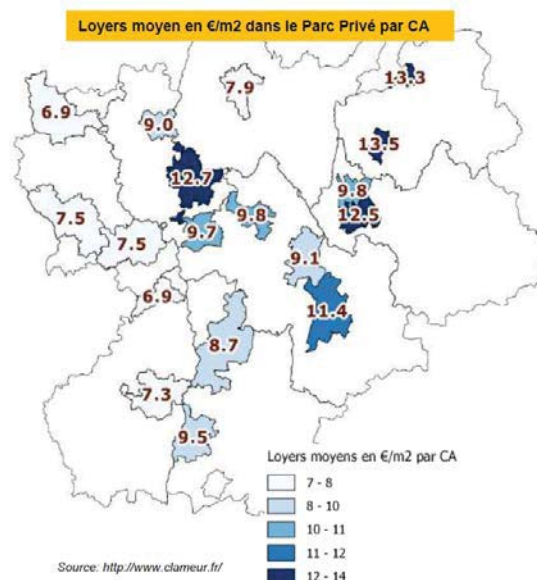 Loyers moyen en €/m2 dans le Parc Privé par CA
13.3
7.9
6.9
9.0
13.5
12.7
9.8
12.5
7.5
9.8
9.7
7.5
9.1
6.9
11.4
8.7
7.3
9.5
Loyers moyens en €/m2 par CA
7 - 8
8 - 10
10 - 11
11 - 12
12 - 14
Source: http://www.clameur.fr/